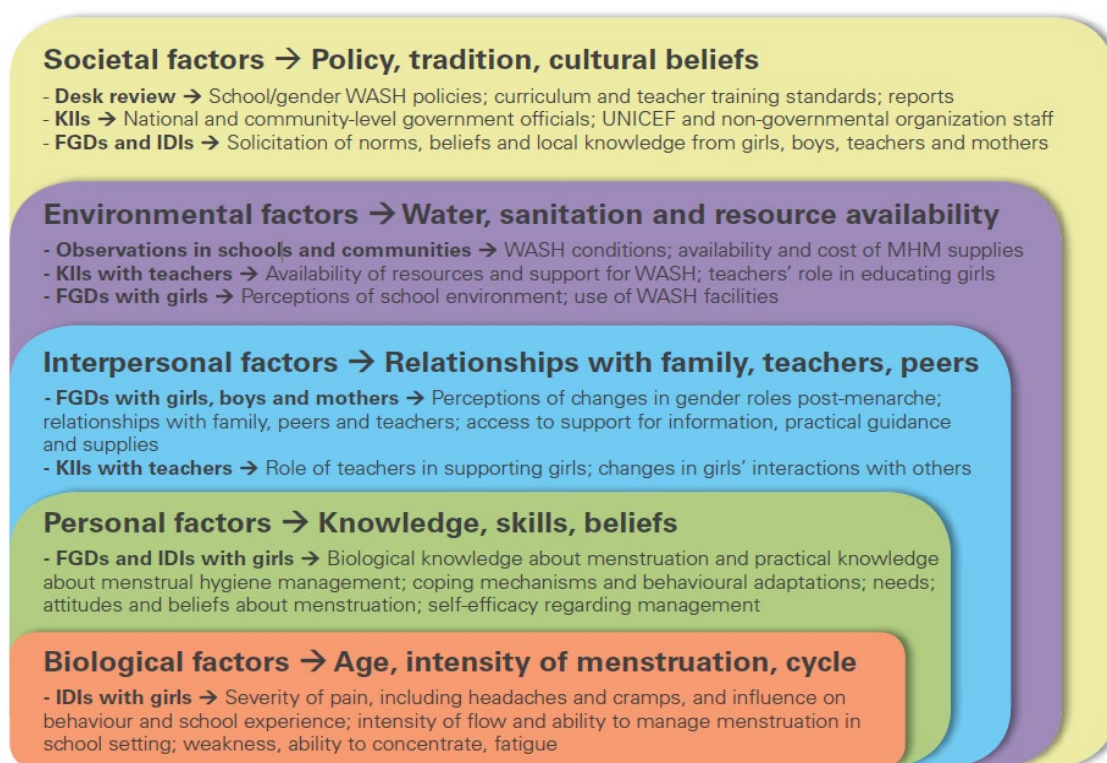 Societal factors → Policy, tradition, cultural beliefs
- Desk review → School/gender WASH policies; curriculum and teacher training standards; reports
- KIIs → National and community-level government officials; UNICEF and non-governmental organization staff
- FGDs and IDIs → Solicitation of norms, beliefs and local knowledge from girls, boys, teachers and mothers
Environmental factors → Water, sanitation and resource availability
- Observations in schools and communities → WASH conditions; availability and cost of MHM supplies
- KIIs with teachers → Availability of resources and support for WASH; teachers' role in educating girls
- FGDs with girls → Perceptions of school environment; use of WASH facilities
Interpersonal factors → Relationships with family, teachers, peers
- FGDs with girls, boys and mothers → Perceptions of changes in gender roles post-menarche;
relationships with family, peers and teachers; access to support for information, practical guidance
and supplies
- KIIs with teachers → Role of teachers in supporting girls; changes in girls' interactions with others
Personal factors → Knowledge, skills, beliefs
- FGDs and IDIs with girls → Biological knowledge about menstruation and practical knowledge
about menstrual hygiene management; coping mechanisms and behavioural adaptations; needs;
attitudes and beliefs about menstruation; self-efficacy regarding management
Biological factors → Age, intensity of menstruation, cycle
- IDIs with girls → Severity of pain, including headaches and cramps, and influence on
behaviour and school experience; intensity of flow and ability to manage menstruation in
school setting; weakness, ability to concentrate, fatigue